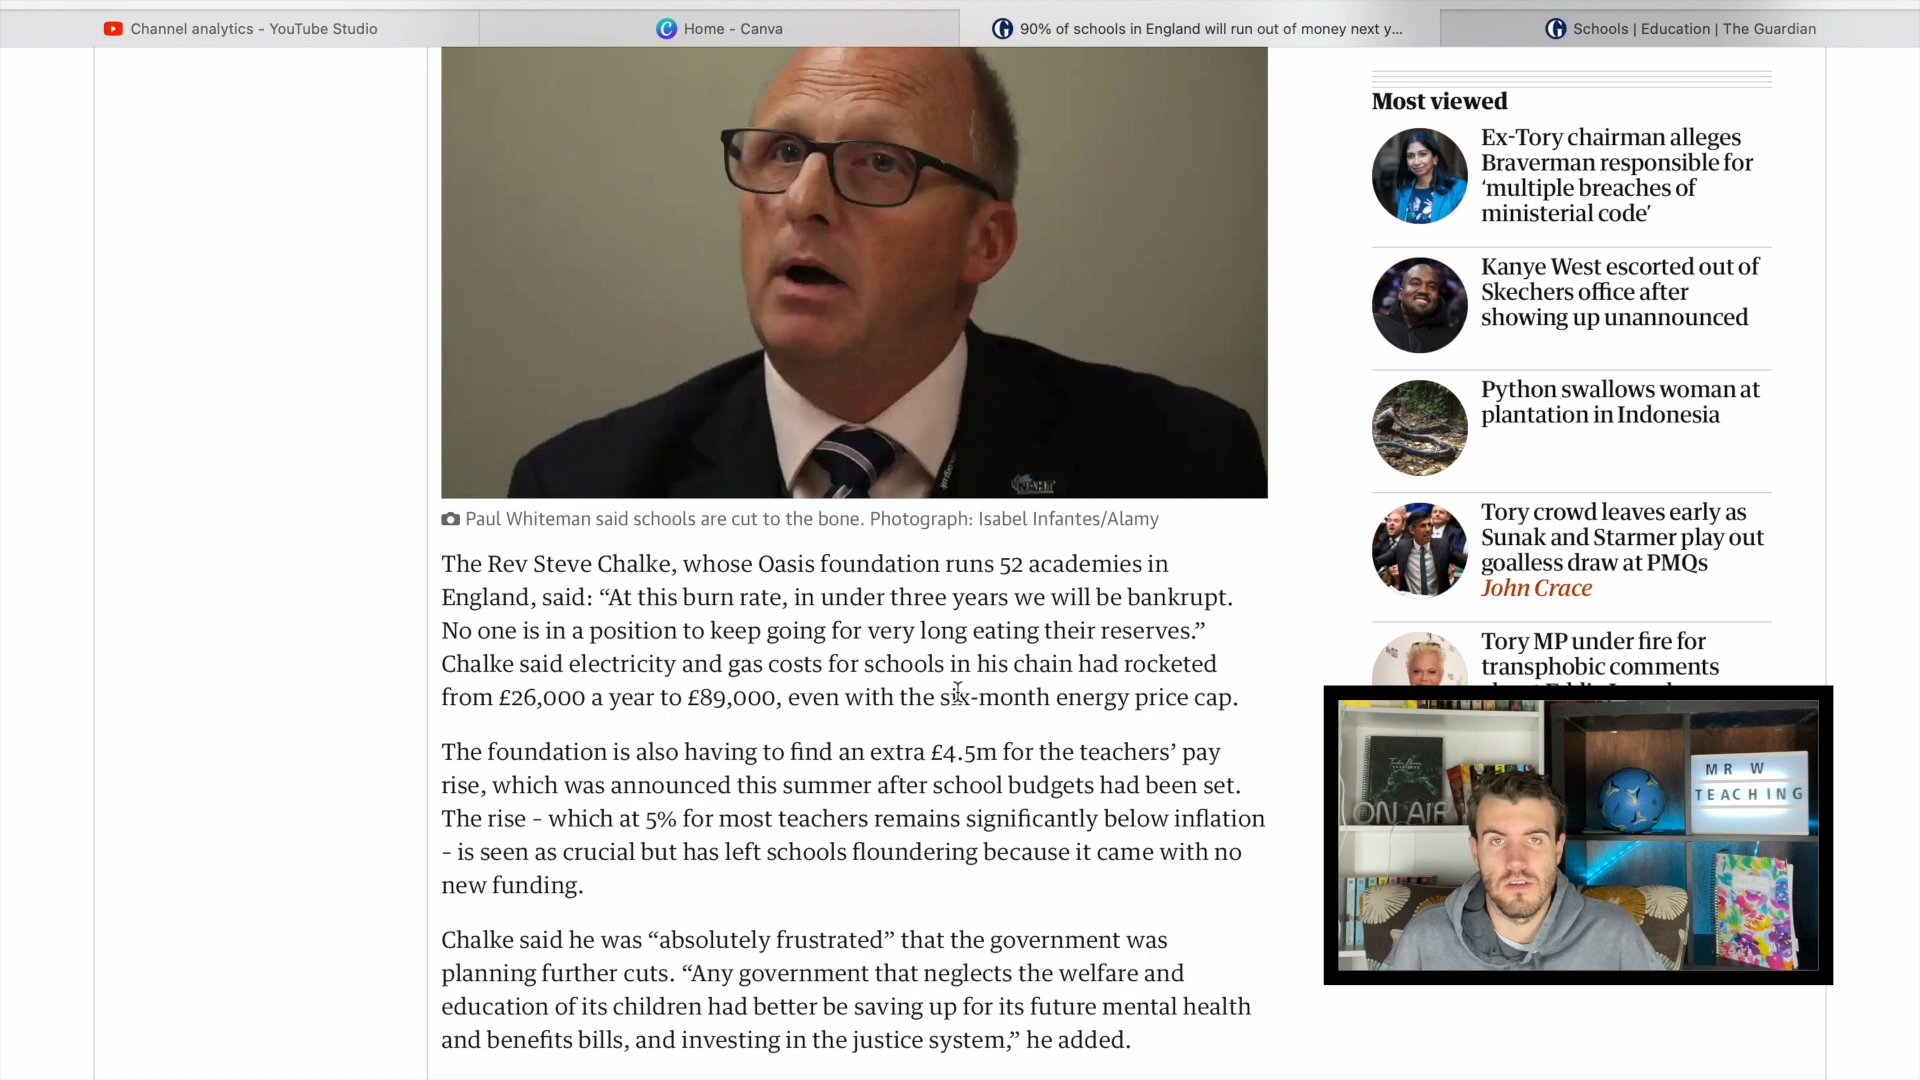 Channel analytics - YouTube Studio
Home - Canva
90% of schools in England will run out of money next y...
Schools | Education | The Guardian
NAHT
Paul Whiteman said schools are cut to the bone. Photograph: Isabel Infantes/Alamy
The Rev Steve Chalke, whose Oasis foundation runs 52 academies in
England, said: “At this burn rate, in under three years we will be bankrupt.
No one is in a position to keep going for very long eating their reserves.”
Chalke said electricity and gas costs for schools in his chain had rocketed
from £26,000 a year to £89,000, even with the six-month energy price cap.
The foundation is also having to find an extra £4.5m for the teachers’ pay
rise, which was announced this summer after school budgets had been set.
The rise – which at 5% for most teachers remains significantly below inflation
– is seen as crucial but has left schools floundering because it came with no
new funding.
Chalke said he was “absolutely frustrated” that the government was
planning further cuts. “Any government that neglects the welfare and
education of its children had better be saving up for its future mental health
and benefits bills, and investing in the justice system,” he added.
Most viewed
Ex-Tory chairman alleges
Braverman responsible for
‘multiple breaches of
ministerial code’
Kanye West escorted out of
Skechers office after
showing up unannounced
Python swallows woman at
plantation in Indonesia
Tory crowd leaves early as
Sunak and Starmer play out
goalless draw at PMQs
John Crace
Tory MP under fire for
transphobic comments
ON AIR
MR W
TEACHING